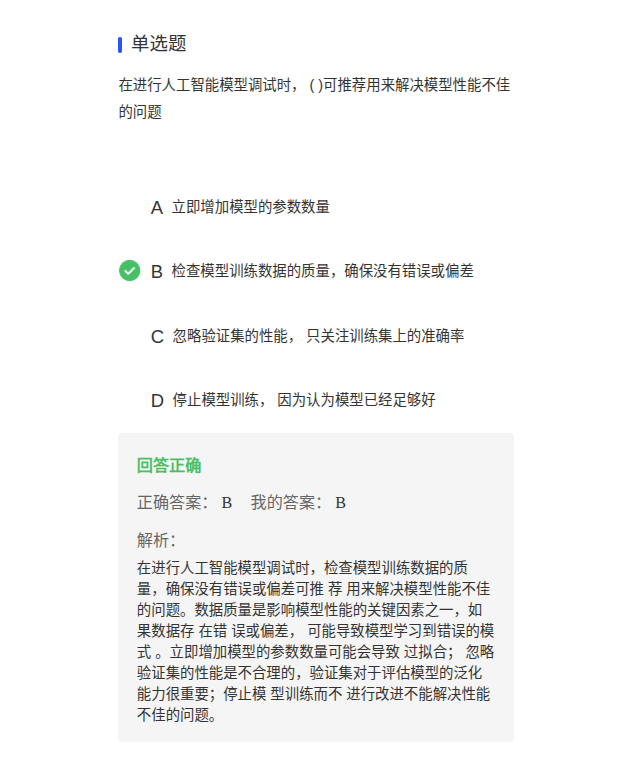 单选题
在进行人工智能模型调试时， ( )可推荐用来解决模型性能不佳
的问题
A 立即增加模型的参数数量
B 检查模型训练数据的质量，确保没有错误或偏差
C 忽略验证集的性能， 只关注训练集上的准确率
D 停止模型训练， 因为认为模型已经足够好
回答正确
正确答案： B 我的答案： B
解析：
在进行人工智能模型调试时，检查模型训练数据的质
量，确保没有错误或偏差可推 荐 用来解决模型性能不佳
的问题。数据质量是影响模型性能的关键因素之一，如
果数据存 在错 误或偏差， 可能导致模型学习到错误的模
式 。立即增加模型的参数数量可能会导致 过拟合； 忽略
验证集的性能是不合理的，验证集对于评估模型的泛化
能力很重要；停止模 型训练而不 进行改进不能解决性能
不佳的问题。